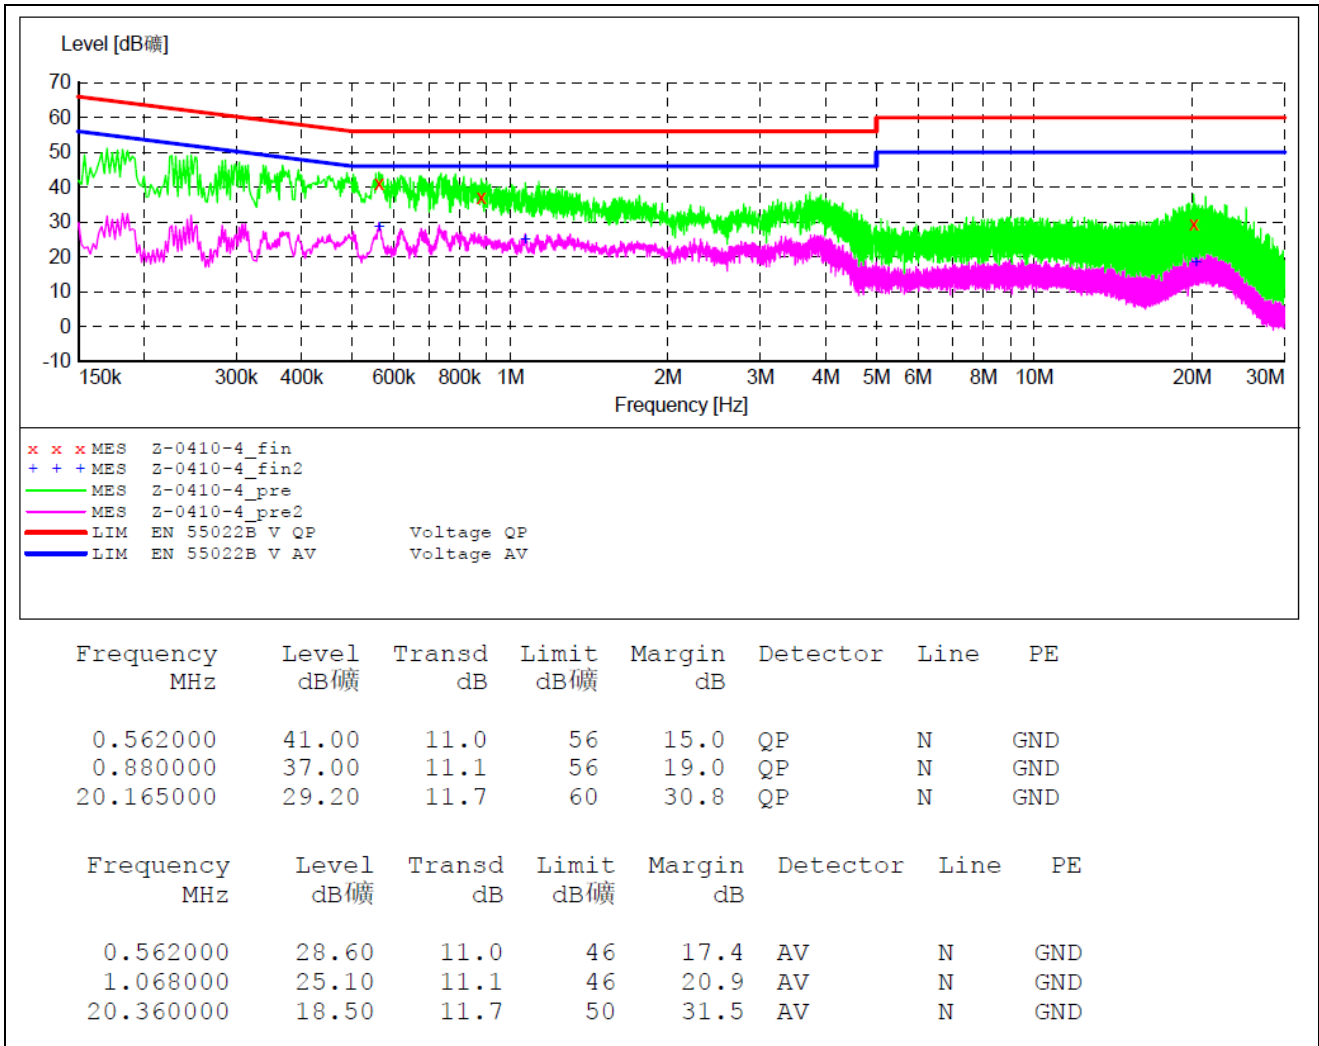 Level [dB礦]
70
60
50
40
30
20
10
0
-10
150k 300k 400k 600k 800k 1M 2M 3M 4M 5M 6M 8M 10M 20M 30M
Frequency [Hz]
x x x MES Z-0410-4_fin
+ + + MES Z-0410-4_fin2
MES Z-0410-4_pre
MES Z-0410-4_pre2
LIM EN 55022B V QP Voltage QP
LIM EN 55022B V AV Voltage AV
Frequency Level Transd Limit Margin Detector Line PE
MHz dB礦 dB dB礦 dB
0.562000 41.00 11.0 56 15.0 QP N GND
0.880000 37.00 11.1 56 19.0 QP N GND
20.165000 29.20 11.7 60 30.8 QP N GND
Frequency Level Transd Limit Margin Detector Line PE
MHz dB礦 dB dB礦 dB
0.562000 28.60 11.0 46 17.4 AV N GND
1.068000 25.10 11.1 46 20.9 AV N GND
20.360000 18.50 11.7 50 31.5 AV N GND